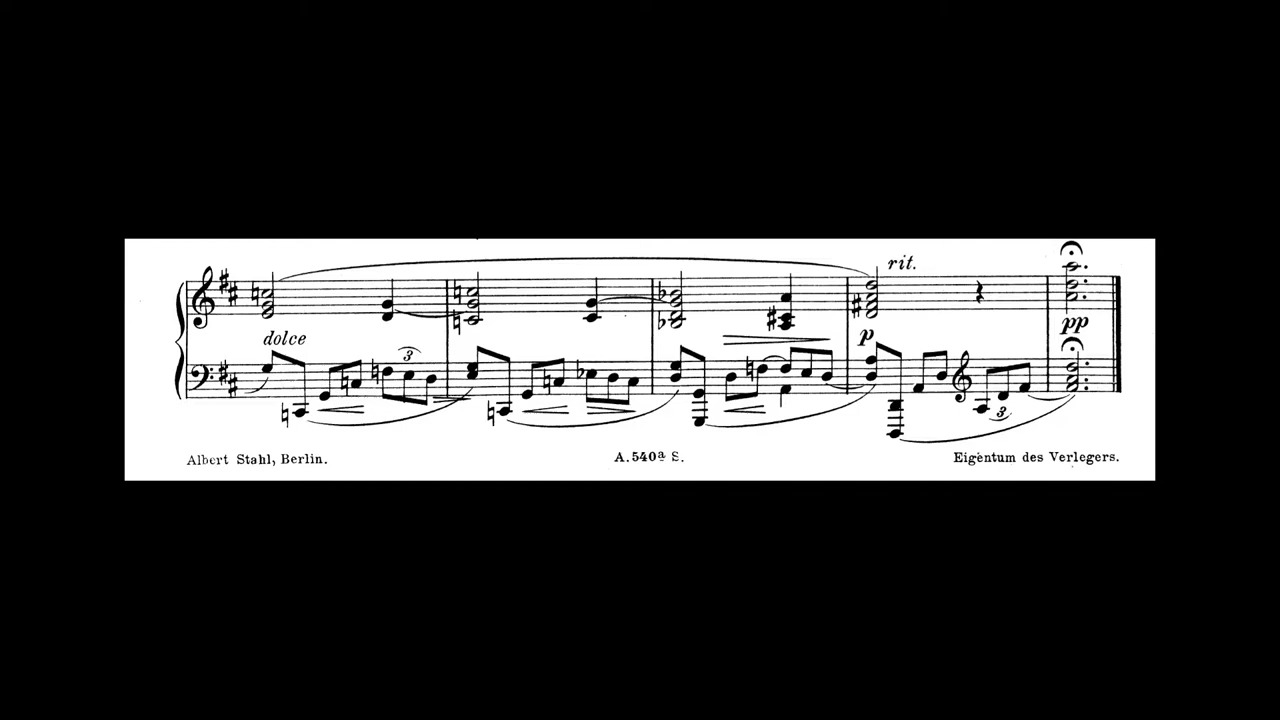 rit.
dolce
3
p
pp
3
Albert Stahl, Berlin. A. 540ª S. Eigentum des Verlegers.